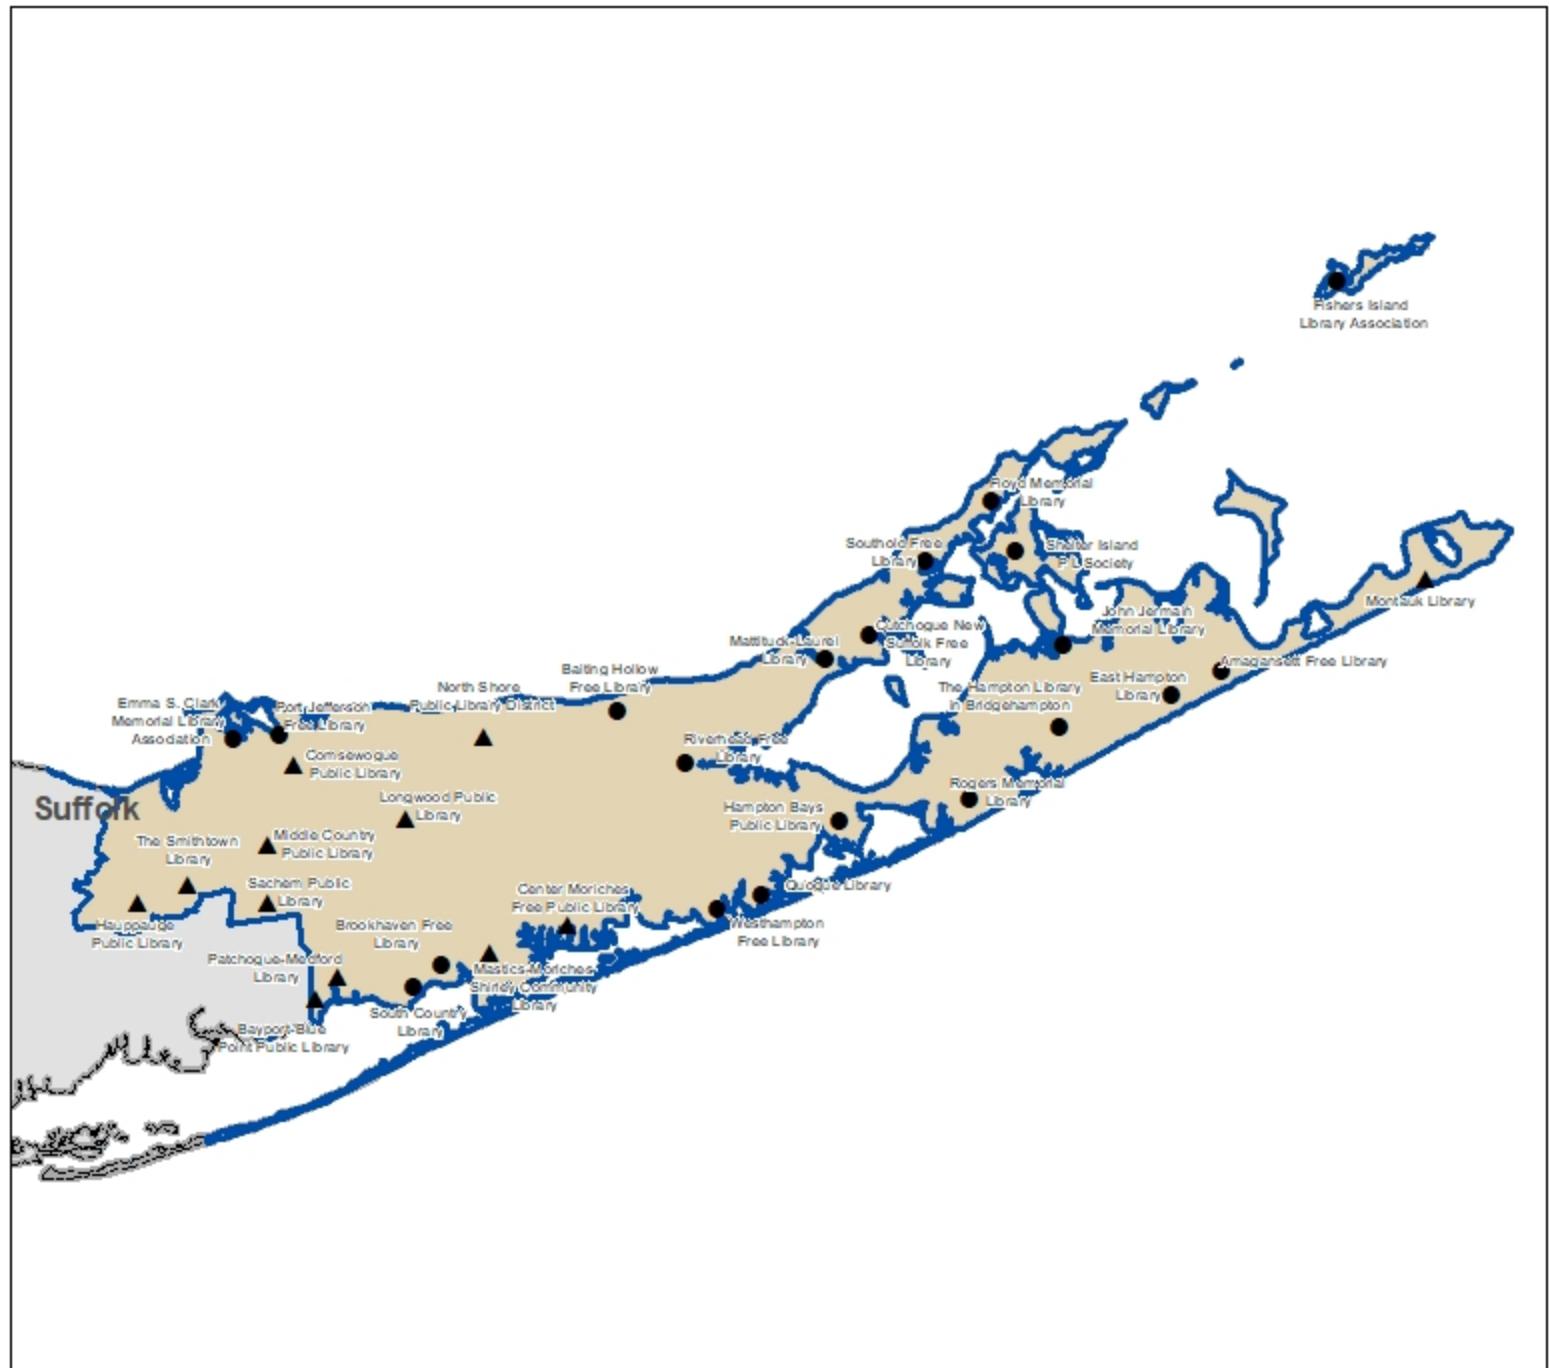 Fishers Island
Library Association
Floyd Memorial
Library
Southold Free
Library
Shelter Island
P L Society
Montauk Library
John Jermain
Memorial Library
Cutchogue New
Suffolk Free
Library
Mattituck-Laurel
Library
Amagansett Free Library
East Hampton
Library
The Hampton Library
in Bridgehampton
Baiting Hollow
Free Library
North Shore
Public Library District
Emma S. Clark
Memorial Library
Association
Port Jefferson
Free Library
Comsewogue
Public Library
Riverhead Free
Library
Rogers Memorial
Library
Longwood Public
Library
Suffolk
Hampton Bays
Public Library
The Smithtown
Library
Middle Country
Public Library
Sachem Public
Library
Center Moriches
Free Public Library
Quogue Library
Hauppauge
Public Library
Brookhaven Free
Library
Westhampton
Free Library
Patchogue-Medford
Library
Mastics-Moriches-
Shirley Community
Library
South Country
Library
Bayport-Blue
Point Public Library